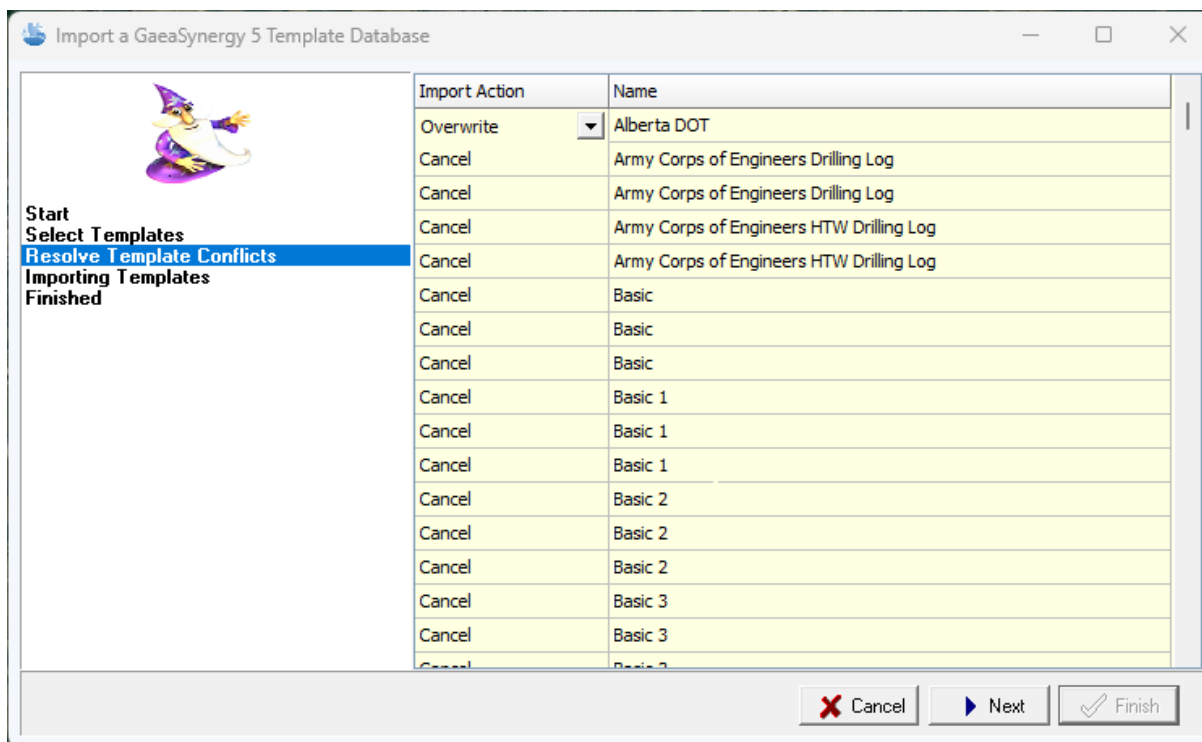 Import a GaeaSynergy 5 Template Database
Start
Select Templates
Resolve Template Conflicts
Importing Templates
Finished
Import Action Name
Overwrite Alberta DOT
Cancel Army Corps of Engineers Drilling Log
Cancel Army Corps of Engineers Drilling Log
Cancel Army Corps of Engineers HTW Drilling Log
Cancel Army Corps of Engineers HTW Drilling Log
Cancel Basic
Cancel Basic
Cancel Basic
Cancel Basic 1
Cancel Basic 1
Cancel Basic 1
Cancel Basic 2
Cancel Basic 2
Cancel Basic 2
Cancel Basic 3
Cancel Basic 3
Cancel Next Finish